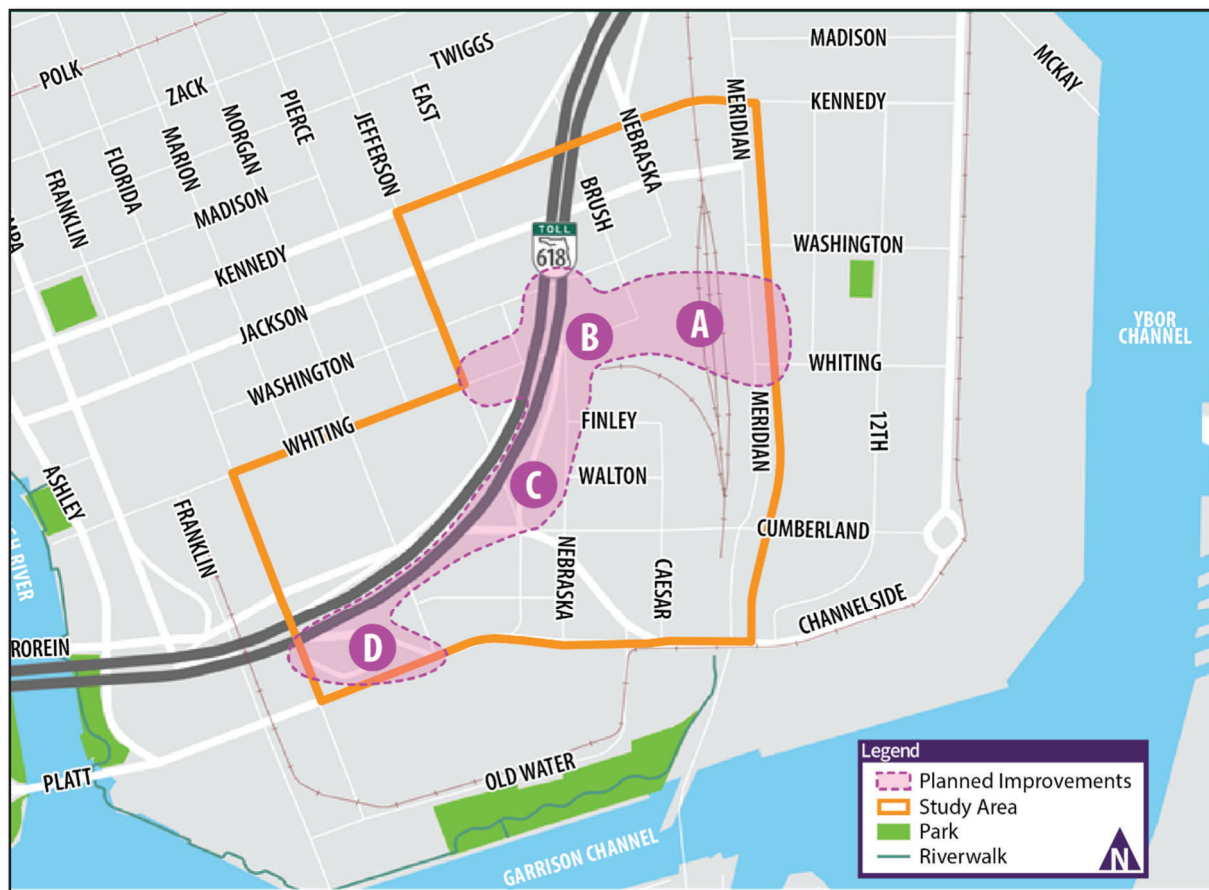 POLK
ZACK
TWIGGS
MADISON
MCKAY
KENNEDY
PIERCE
EAST
MORGAN
MARION
FLORIDA
FRANKLIN
JEFFERSON
NEBRASKA
MERIDIAN
MADISON
BRUSH
KENNEDY
TOLL
618
WASHINGTON
JACKSON
YBOR
CHANNEL
B
A
WASHINGTON
WHITING
WHITING
FINLEY
MERIDIAN
12TH
ASHLEY
C
WALTON
FRANKLIN
CUMBERLAND
NEBRASKA
CAESAR
CHANNELSIDE
RIVER
ROREIN
D
PLATT
OLD WATER
GARRISON CHANNEL
Legend
Planned Improvements
Study Area
Park
Riverwalk
N